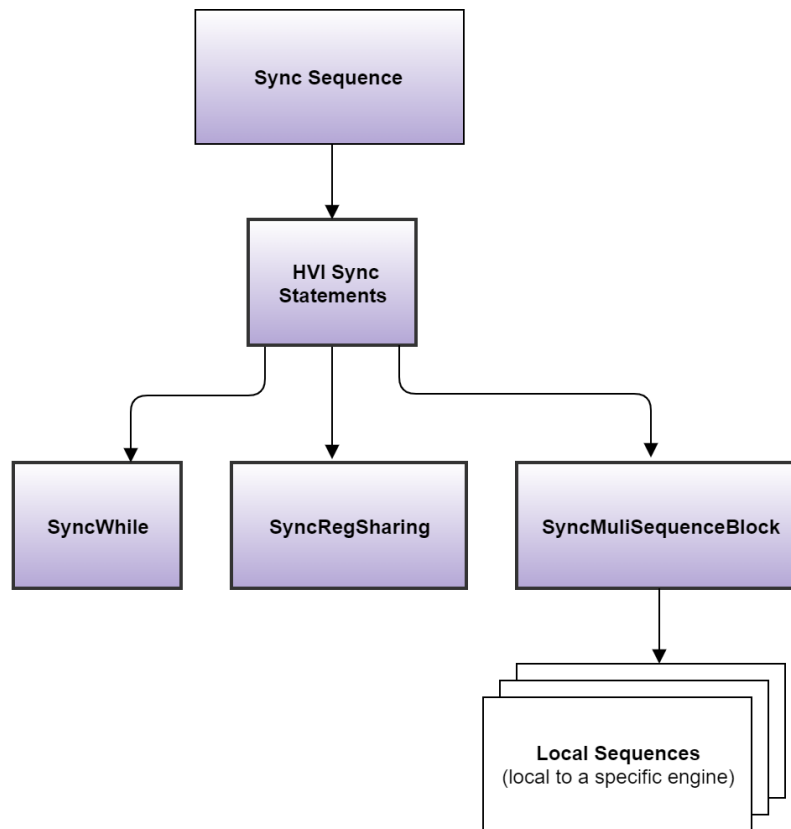 Sync Sequence
HVI Sync
Statements
SyncWhile
SyncRegSharing
SyncMuliSequenceBlock
Local Sequences
(local to a specific engine)